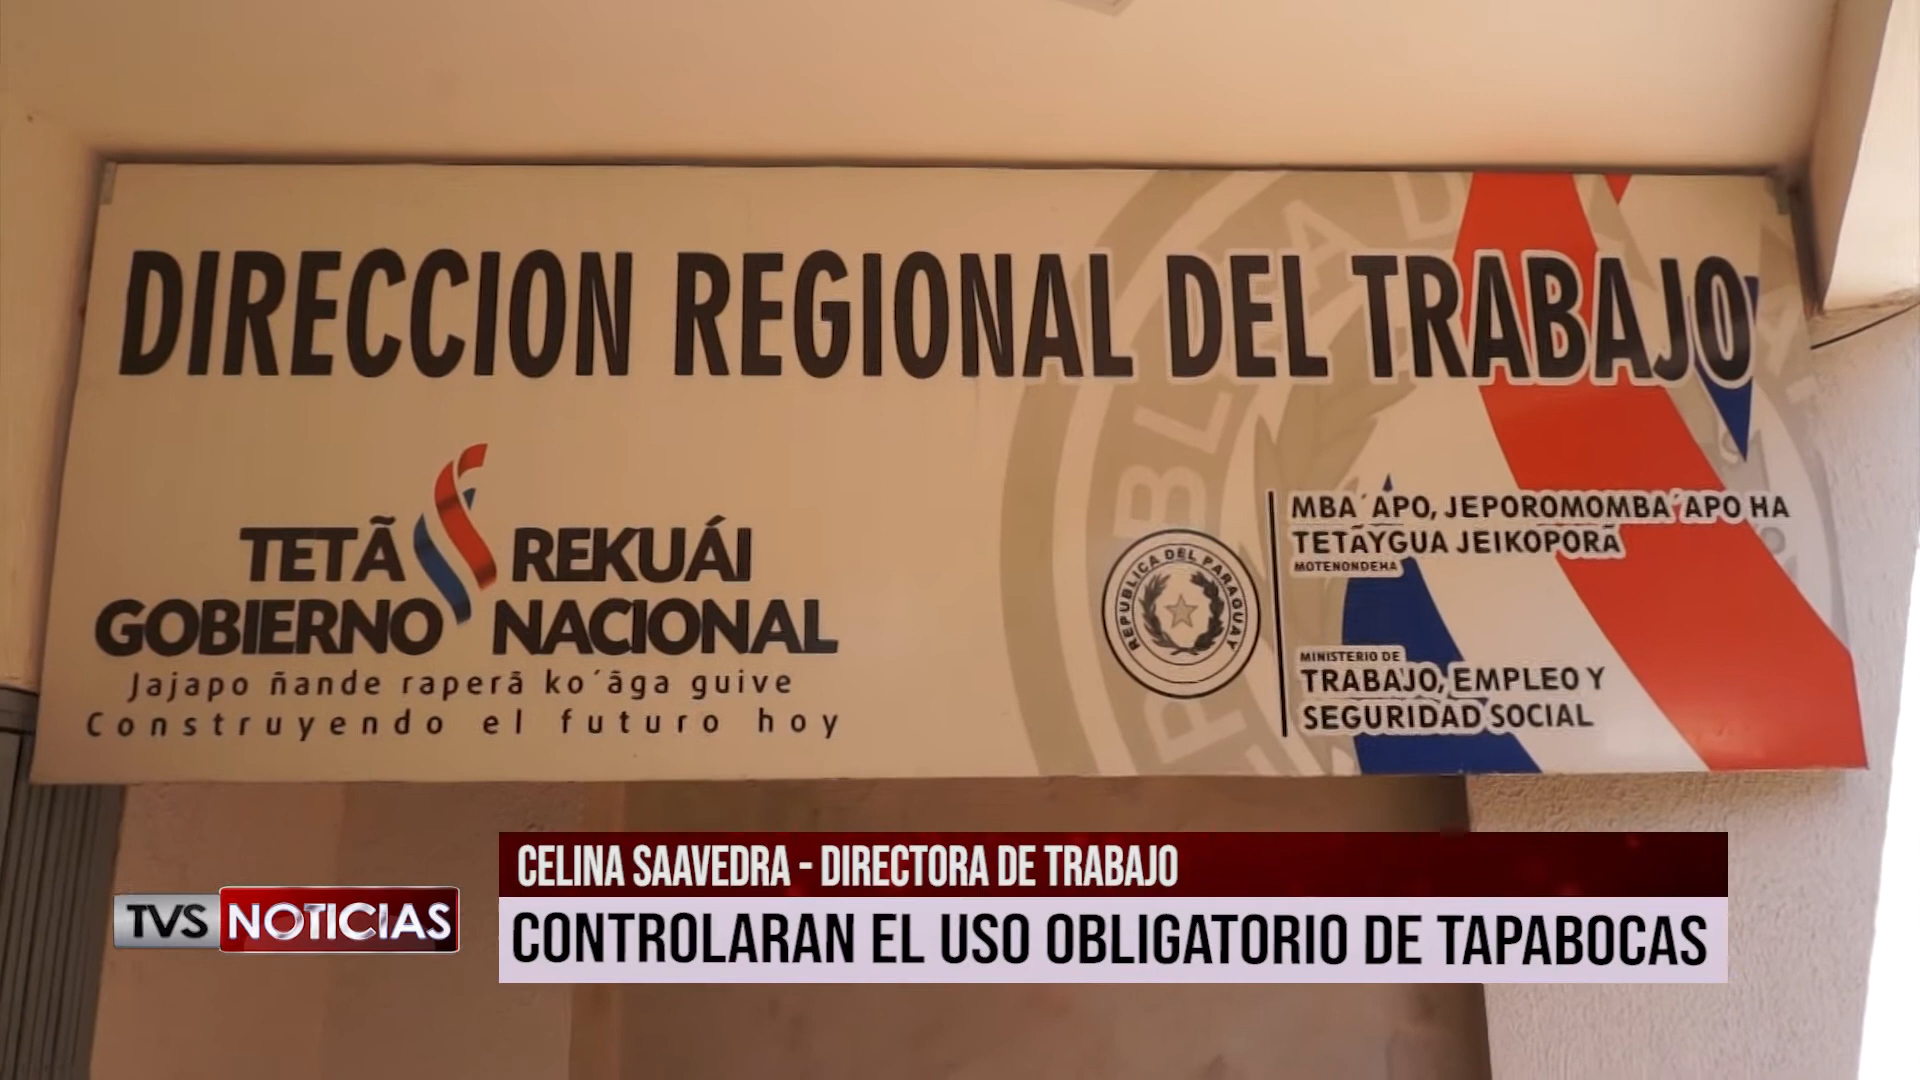 DIRECCION REGIONAL DEL TRABAJO
TETÃ REKUÁI
GOBIERNO NACIONAL
Jajapo ñande raperã ko´ãga guive
Construyendo el futuro hoy
REPUBLICA DEL PARAGUAY
MBA´APO, JEPOROMOMBA´APO HA
TETÃYGUA JEIKOPORÃ
MOTENONDEHA
MINISTERIO DE
TRABAJO, EMPLEO Y
SEGURIDAD SOCIAL
CELINA SAAVEDRA - DIRECTORA DE TRABAJO
TVS NOTICIAS
CONTROLARAN EL USO OBLIGATORIO DE TAPABOCAS